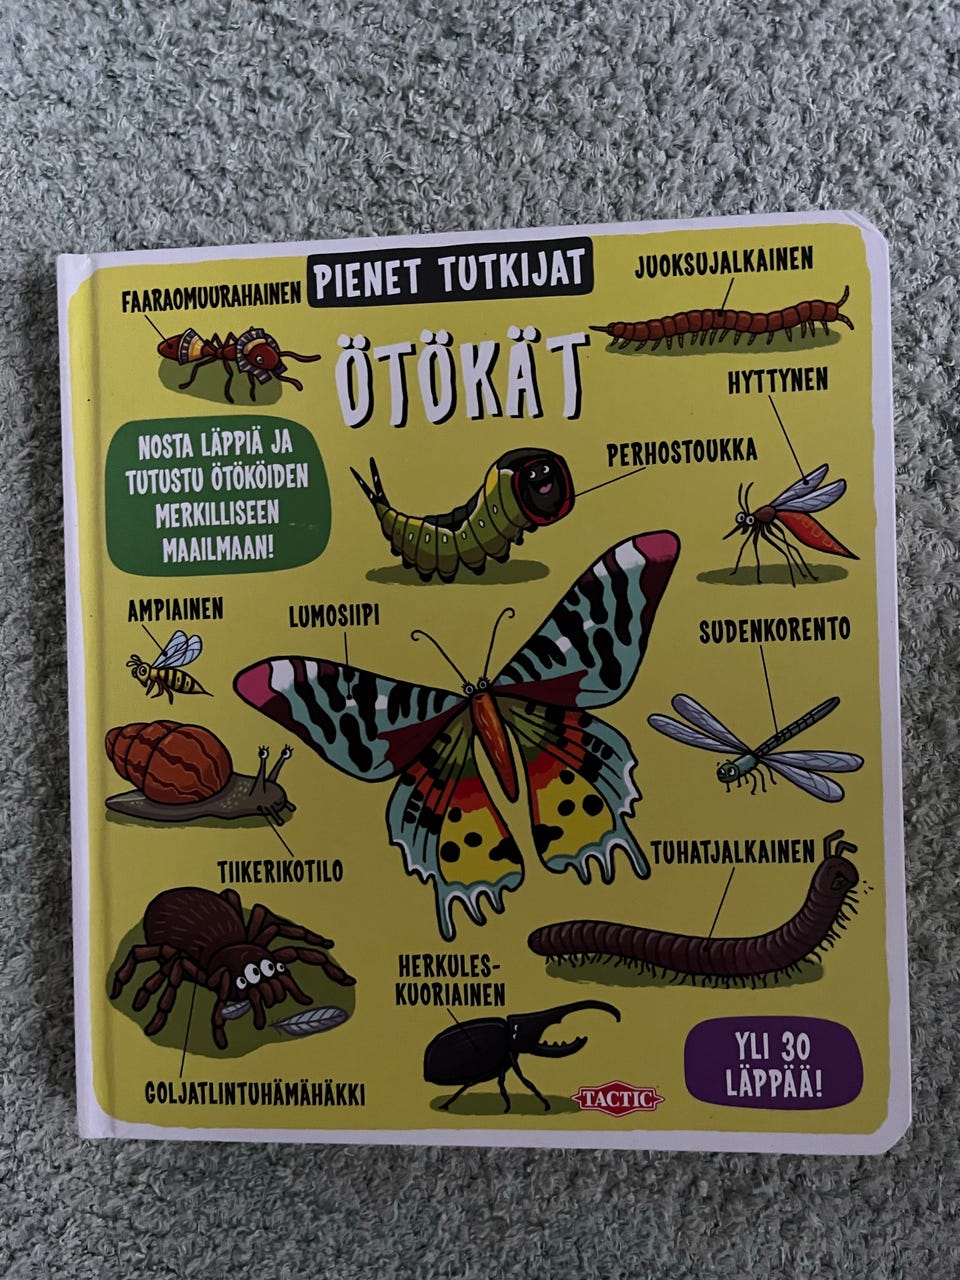 PIENET TUTKIJAT
ÖTÖKÄT
FAARAOMUURAHAINEN
JUOKSUJALKAINEN
HYTTYNEN
NOSTA LÄPPIÄ JA
TUTUSTU ÖTÖKÖIDEN
MERKILLISEEN
MAAILMAAN!
PERHOSTOUKKA
AMPIAINEN
LUMOSIIPI
SUDENKORENTO
TIIKERIKOTILO
TUHATJALKAINEN
HERKULES-
KUORIAINEN
GOLJATLINTUHÄMÄHÄKKI
TACTIC
YLI 30
LÄPPÄÄ!